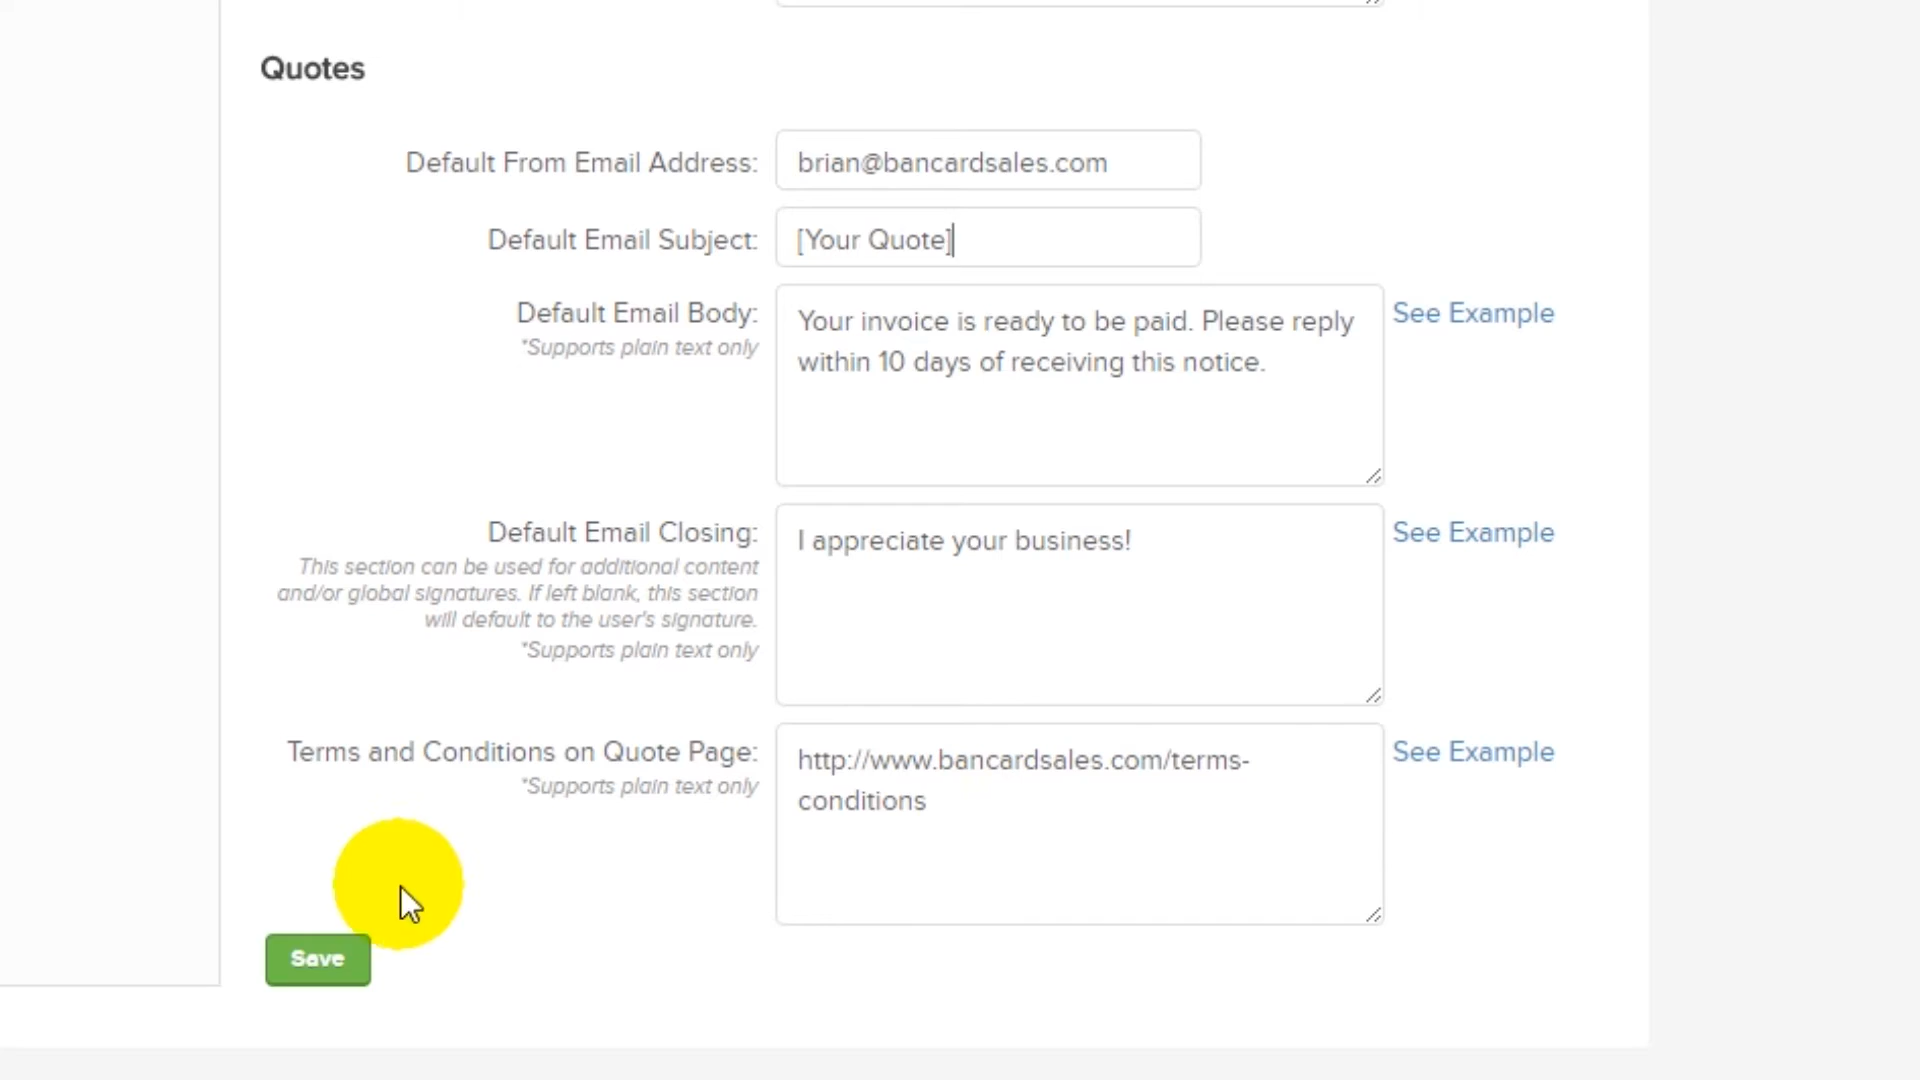 Quotes
Default From Email Address:
brian@bancardsales.com
Default Email Subject:
[Your Quote]
Default Email Body:
*Supports plain text only
Your invoice is ready to be paid. Please reply
within 10 days of receiving this notice.
See Example
Default Email Closing:
This section can be used for additional content
and/or global signatures. If left blank, this section
will default to the user's signature.
*Supports plain text only
I appreciate your business!
See Example
Terms and Conditions on Quote Page:
*Supports plain text only
http://www.bancardsales.com/terms-
conditions
See Example
Save